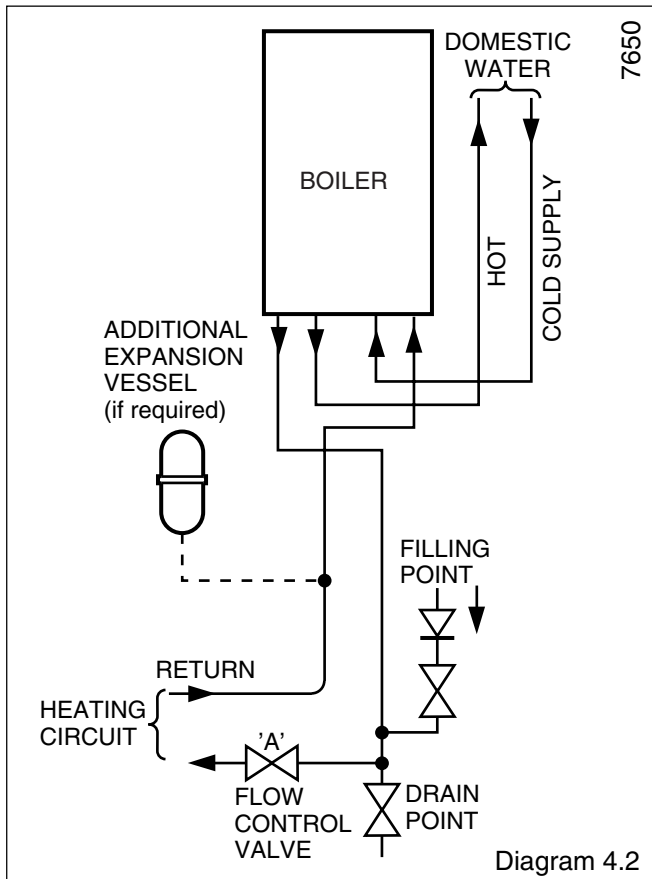 7650
DOMESTIC
WATER
BOILER
HOT
COLD SUPPLY
ADDITIONAL
EXPANSION
VESSEL
(if required)
FILLING
POINT
RETURN
HEATING
CIRCUIT
'A'
FLOW
CONTROL
VALVE
DRAIN
POINT
Diagram 4.2